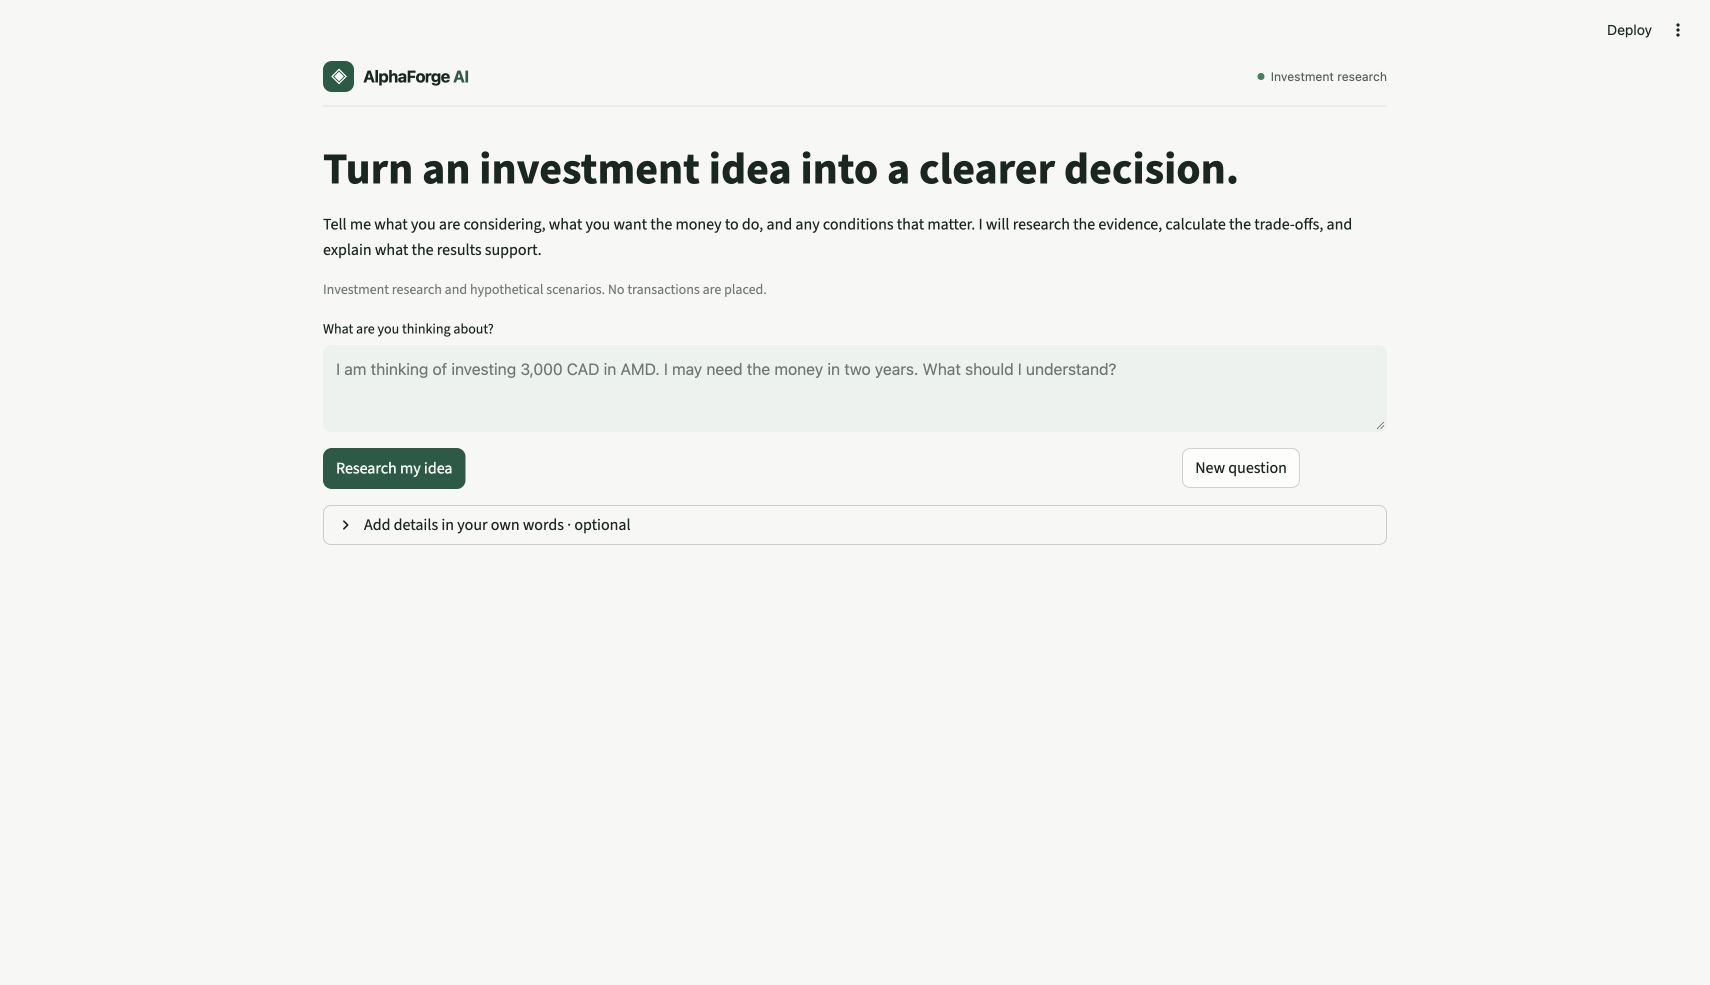 Deploy
AlphaForge AI
Investment research
Turn an investment idea into a clearer decision.
Tell me what you are considering, what you want the money to do, and any conditions that matter. I will research the evidence, calculate the trade-offs, and
explain what the results support.
Investment research and hypothetical scenarios. No transactions are placed.
What are you thinking about?
I am thinking of investing 3,000 CAD in AMD. I may need the money in two years. What should I understand?
Research my idea
New question
Add details in your own words · optional